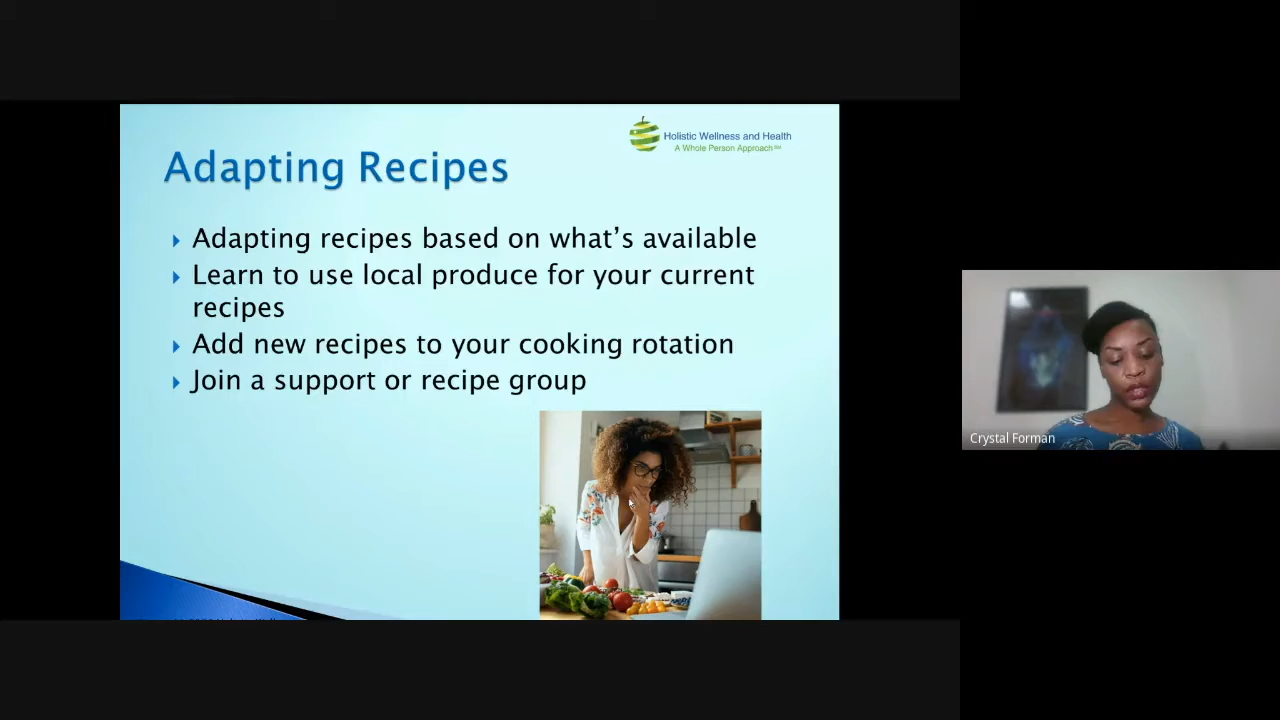 Holistic Wellness and Health
A Whole Person Approach℠
Adapting Recipes
Adapting recipes based on what’s available
Learn to use local produce for your current
recipes
Add new recipes to your cooking rotation
Join a support or recipe group
Crystal Forman